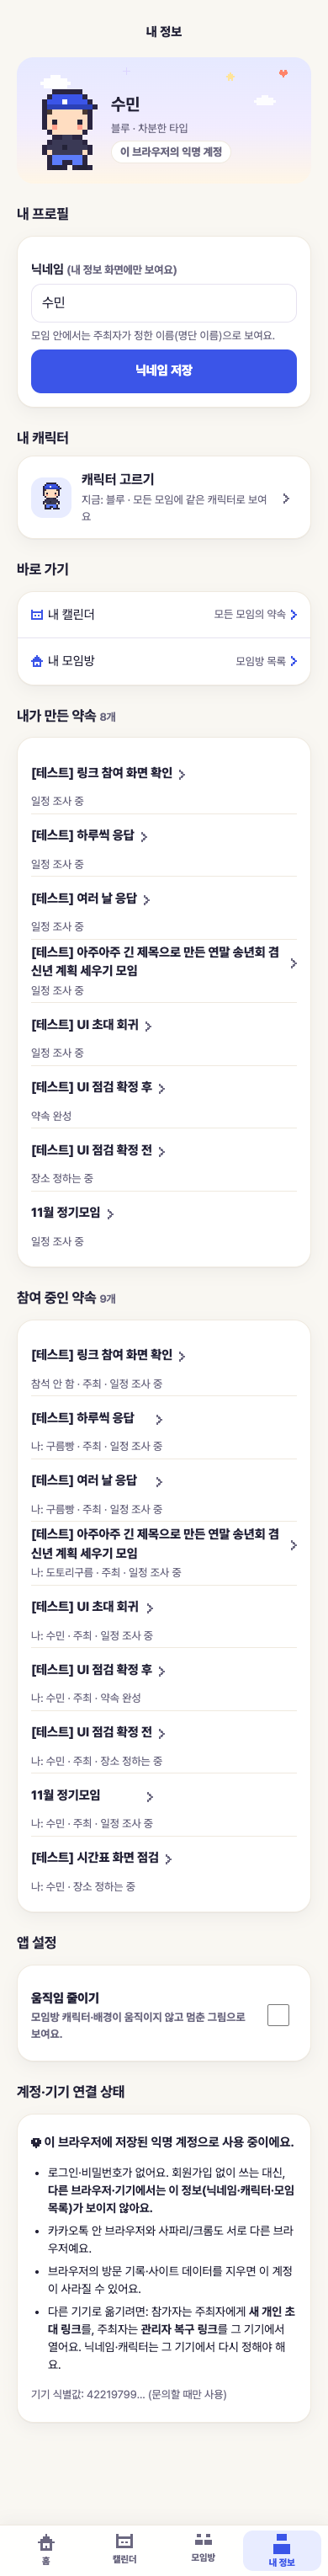 내 정보
수민
블루 · 차분한 타입
이 브라우저의 익명 계정
내 프로필
닉네임 (내 정보 화면에만 보여요)
수민
모임 안에서는 주최자가 정한 이름(명단 이름)으로 보여요.
닉네임 저장
내 캐릭터
캐릭터 고르기
지금: 블루 · 모든 모임에 같은 캐릭터로 보여
요
바로 가기
내 캘린더 모든 모임의 약속
내 모임방 모임방 목록
내가 만든 약속 8개
[테스트] 링크 참여 화면 확인
일정 조사 중
[테스트] 하루씩 응답
일정 조사 중
[테스트] 여러 날 응답
일정 조사 중
[테스트] 아주아주 긴 제목으로 만든 연말 송년회 겸
신년 계획 세우기 모임
일정 조사 중
[테스트] UI 초대 회귀
일정 조사 중
[테스트] UI 점검 확정 후
약속 완성
[테스트] UI 점검 확정 전
장소 정하는 중
11월 정기모임
일정 조사 중
참여 중인 약속 9개
[테스트] 링크 참여 화면 확인
참석 안 함 · 주최 · 일정 조사 중
[테스트] 하루씩 응답
나: 구름빵 · 주최 · 일정 조사 중
[테스트] 여러 날 응답
나: 구름빵 · 주최 · 일정 조사 중
[테스트] 아주아주 긴 제목으로 만든 연말 송년회 겸
신년 계획 세우기 모임
나: 도토리구름 · 주최 · 일정 조사 중
[테스트] UI 초대 회귀
나: 수민 · 주최 · 일정 조사 중
[테스트] UI 점검 확정 후
나: 수민 · 주최 · 약속 완성
[테스트] UI 점검 확정 전
나: 수민 · 주최 · 장소 정하는 중
11월 정기모임
나: 수민 · 주최 · 일정 조사 중
[테스트] 시간표 화면 점검
나: 수민 · 장소 정하는 중
앱 설정
움직임 줄이기
모임방 캐릭터·배경이 움직이지 않고 멈춘 그림으로
보여요.
계정·기기 연결 상태
이 브라우저에 저장된 익명 계정으로 사용 중이에요.
• 로그인·비밀번호가 없어요. 회원가입 없이 쓰는 대신,
다른 브라우저·기기에서는 이 정보(닉네임·캐릭터·모임
목록)가 보이지 않아요.
• 카카오톡 안 브라우저와 사파리/크롬도 서로 다른 브라
우저예요.
• 브라우저의 방문 기록·사이트 데이터를 지우면 이 계정
이 사라질 수 있어요.
• 다른 기기로 옮기려면: 참가자는 주최자에게 새 개인 초
대 링크를, 주최자는 관리자 복구 링크를 그 기기에서
열어요. 닉네임·캐릭터는 그 기기에서 다시 정해야 해
요.
기기 식별값: 42219799… (문의할 때만 사용)
홈 캘린더 모임방 내 정보